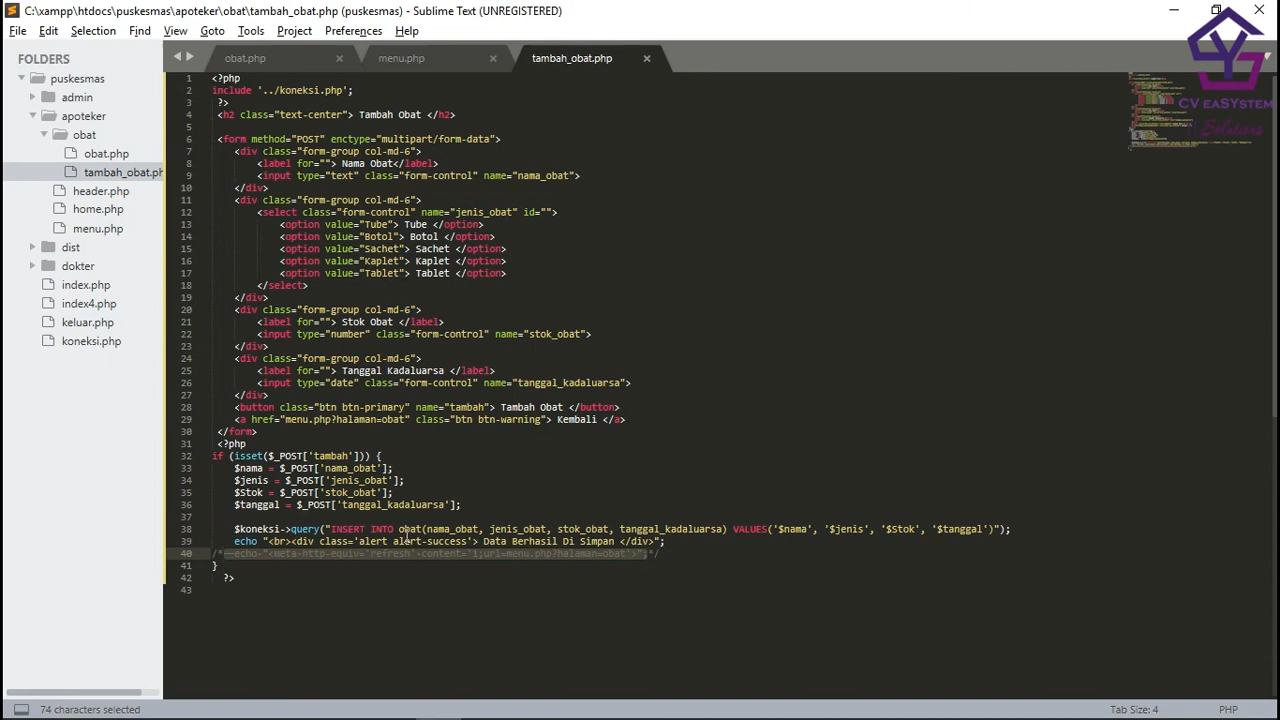 C:\xampp\htdocs\puskesmas\apoteker\obat\tambah_obat.php (puskesmas) - Sublime Text (UNREGISTERED)
File Edit Selection Find View Goto Tools Project Preferences Help
FOLDERS
puskesmas
admin
apoteker
obat
obat.php
tambah_obat.ph
header.php
home.php
menu.php
dist
dokter
index.php
index4.php
keluar.php
koneksi.php
obat.php menu.php tambah_obat.php
1 <?php
2 include '../koneksi.php';
3 ?>
4 <h2 class="text-center"> Tambah Obat </h2>
5
6 <form method="POST" enctype="multipart/form-data">
7 <div class="form-group col-md-6">
8 <label for=""> Nama Obat</label>
9 <input type="text" class="form-control" name="nama_obat">
10 </div>
11 <div class="form-group col-md-6">
12 <select class="form-control" name="jenis_obat" id="">
13 <option value="Tube"> Tube </option>
14 <option value="Botol"> Botol </option>
15 <option value="Sachet"> Sachet </option>
16 <option value="Kaplet"> Kaplet </option>
17 <option value="Tablet"> Tablet </option>
18 </select>
19 </div>
20 <div class="form-group col-md-6">
21 <label for=""> Stok Obat </label>
22 <input type="number" class="form-control" name="stok_obat">
23 </div>
24 <div class="form-group col-md-6">
25 <label for=""> Tanggal Kadaluarsa </label>
26 <input type="date" class="form-control" name="tanggal_kadaluarsa">
27 </div>
28 <button class="btn btn-primary" name="tambah"> Tambah Obat </button>
29 <a href="menu.php?halaman=obat" class="btn btn-warning"> Kembali </a>
30 </form>
31 <?php
32 if (isset($_POST['tambah'])) {
33 $nama = $_POST['nama_obat'];
34 $jenis = $_POST['jenis_obat'];
35 $Stok = $_POST['stok_obat'];
36 $tanggal = $_POST['tanggal_kadaluarsa'];
37
38 $koneksi->query("INSERT INTO obat(nama_obat, jenis_obat, stok_obat, tanggal_kadaluarsa) VALUES('$nama', '$jenis', '$Stok', '$tanggal')");
39 echo "<br><div class='alert alert-success'> Data Berhasil Di Simpan </div>";
40 /* echo "<meta http-equiv='refresh' content='1;url=menu.php?halaman=obat'>";*/
41 }
42 ?>
43
CV eaSYstem
Solutions
74 characters selected
Tab Size: 4 PHP